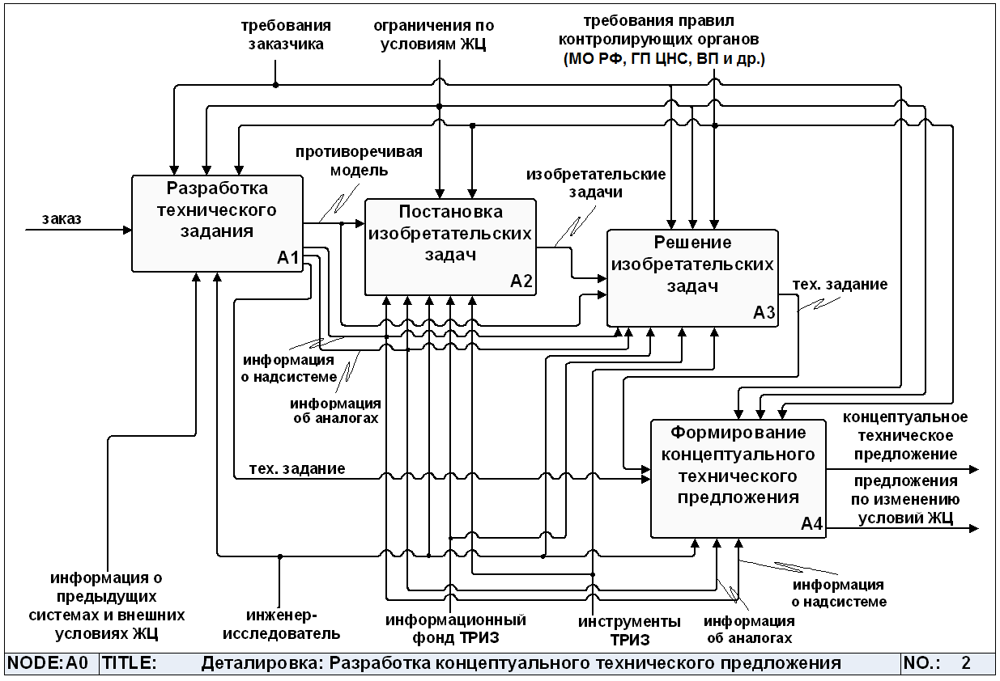 требования
заказчика
ограничения по
условиям ЖЦ
требования правил
контролирующих органов
(МО РФ, ГП ЦНС, ВП и др.)
противоречивая
модель
изобретательские
задачи
заказ
Разработка
технического
задания
A1
Постановка
изобретательских
задач
A2
Решение
изобретательских
задач
A3
тех. задание
информация
о надсистеме
информация
об аналогах
тех. задание
Формирование
концептуального
технического
предложения
A4
концептуальное
техническое
предложение
предложения
по изменению
условий ЖЦ
информация о
предыдущих
системах и внешних
условиях ЖЦ
инженер-
исследователь
информационный
фонд ТРИЗ
инструменты
ТРИЗ
информация
об аналогах
информация
о надсистеме
NODE: A0 TITLE: Деталировка: Разработка концептуального технического предложения NO.: 2